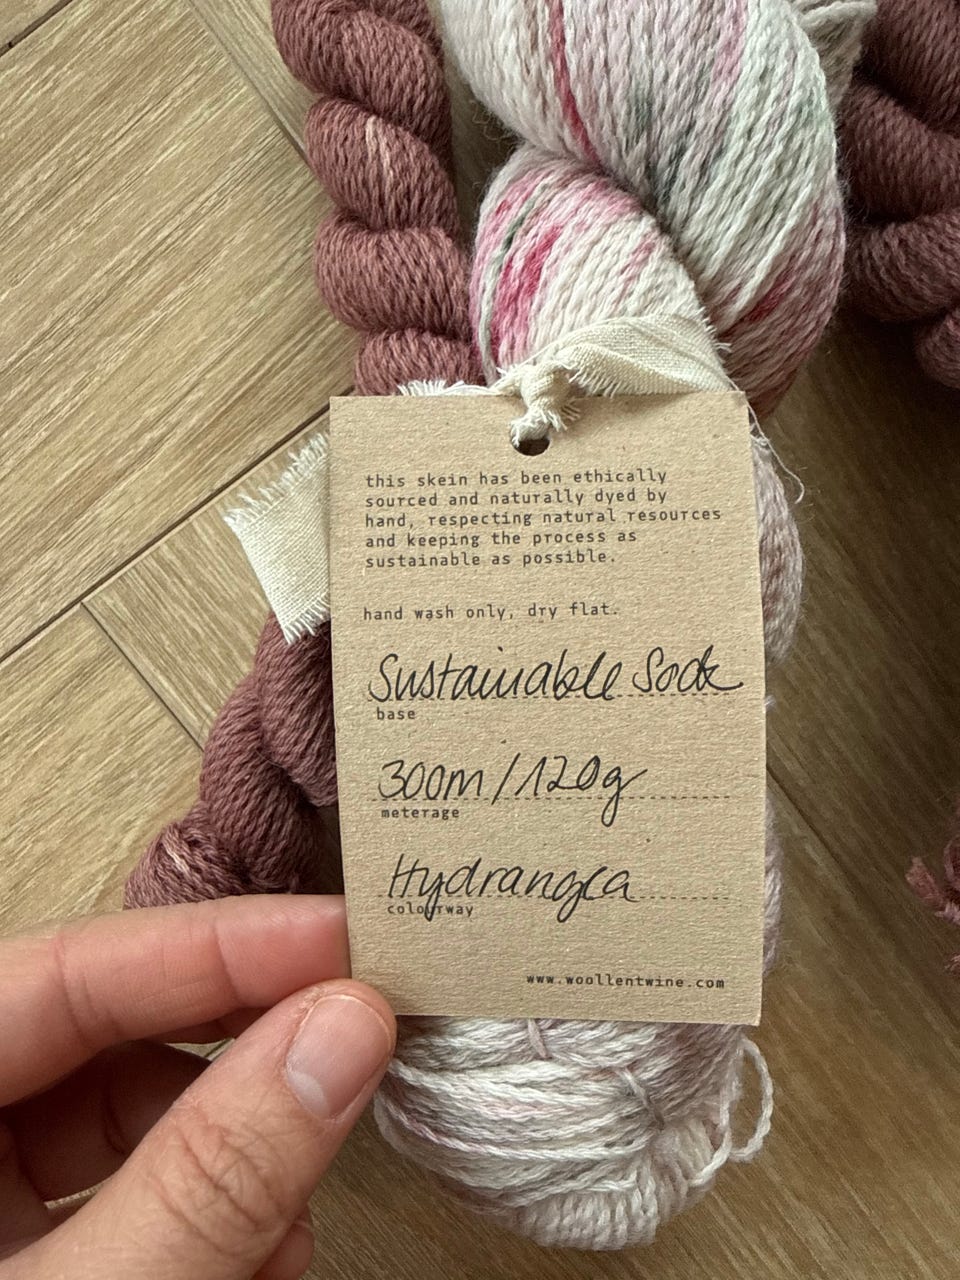 this skein has been ethically
sourced and naturally dyed by
hand, respecting natural resources
and keeping the process as
sustainable as possible.
hand wash only, dry flat.
Sustainable Sock
base
300m/120g
meterage
Hydrangea
colourway
www.woollentwine.com